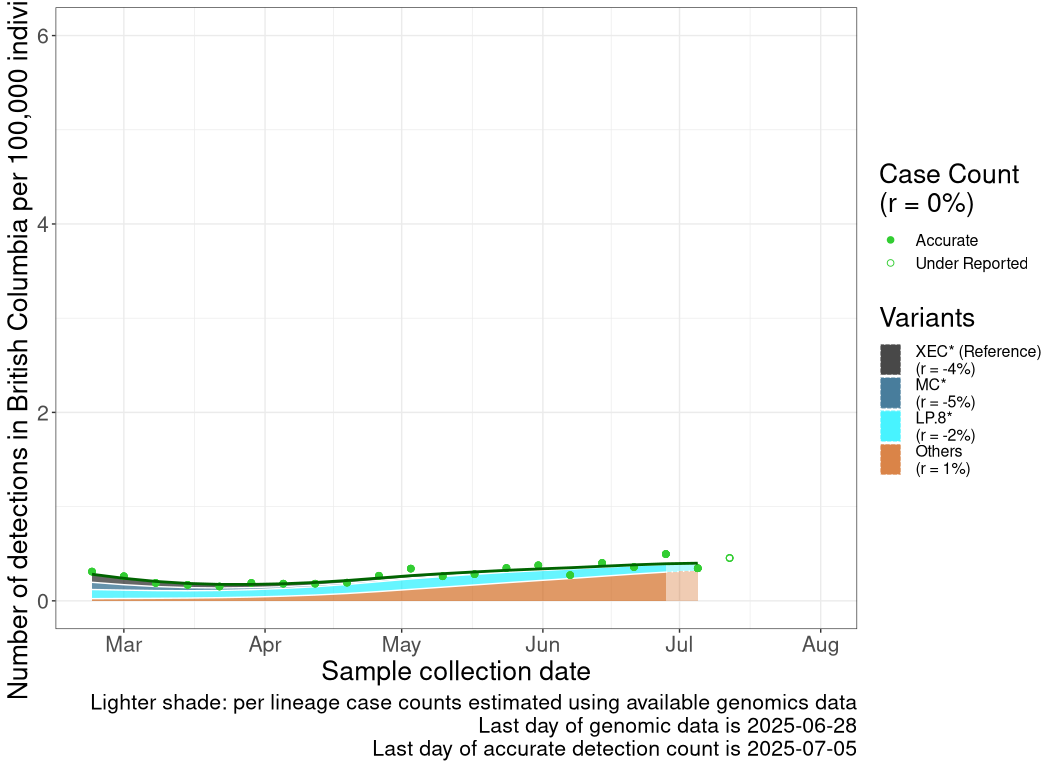 Number of detections in British Columbia per 100,000
6
4
2
0
Mar
Apr
May
Jun
Jul
Aug
Sample collection date
Lighter shade: per lineage case counts estimated using available genomics data
Last day of genomic data is 2025-06-28
Last day of accurate detection count is 2025-07-05
Case Count
(r = 0%)
Accurate
Under Reported
Variants
XEC* (Reference)
(r = -4%)
MC*
(r = -5%)
LP.8*
(r = -2%)
Others
(r = 1%)